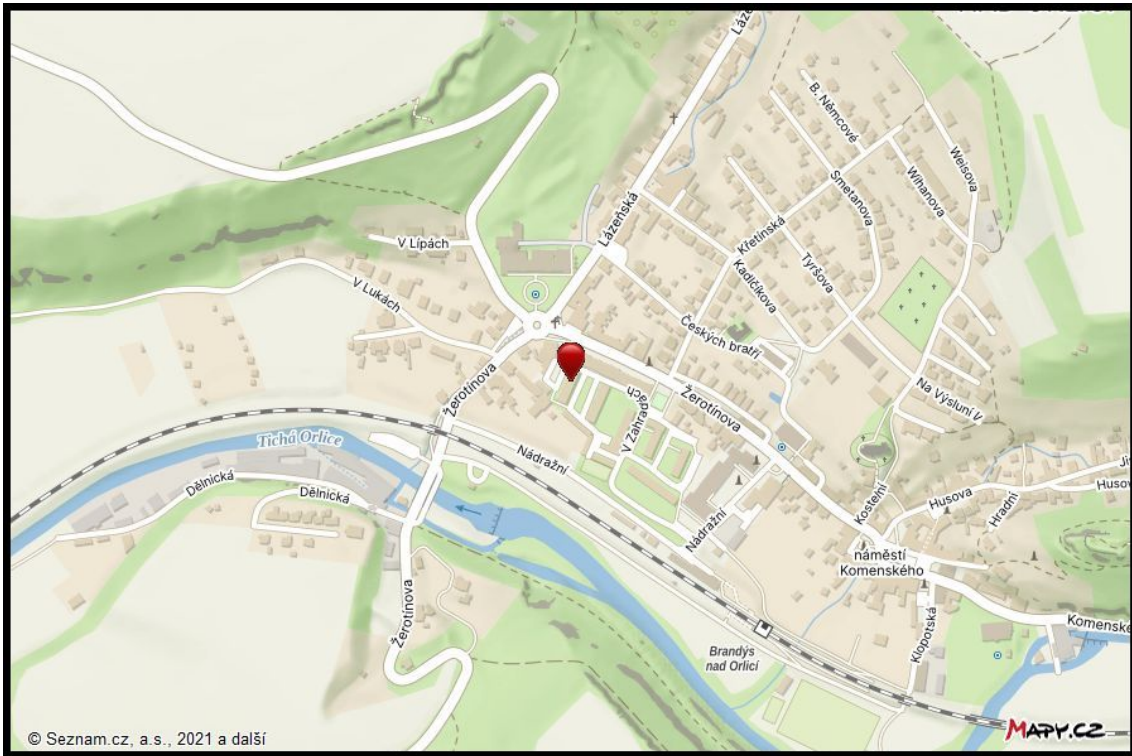 Lázeňská
B. Němcové
Weisova
Smetanova
Wihanova
V Lípách
Lázeňská
Křetínská
Kadlčíkova
Tyršova
V Lukách
Českých bratří
Žerotínova
V Zahradách
Žerotínova
Na Výsluní
Tichá Orlice
Nádražní
Dělnická
Dělnická
Kostelní
Husova
Hradní
Husov
Nádražní
náměstí
Komenského
Žerotínova
Klopotská
Komenské
Brandýs
nad Orlicí
© Seznam.cz, a.s., 2021 a další
MAPY.CZ